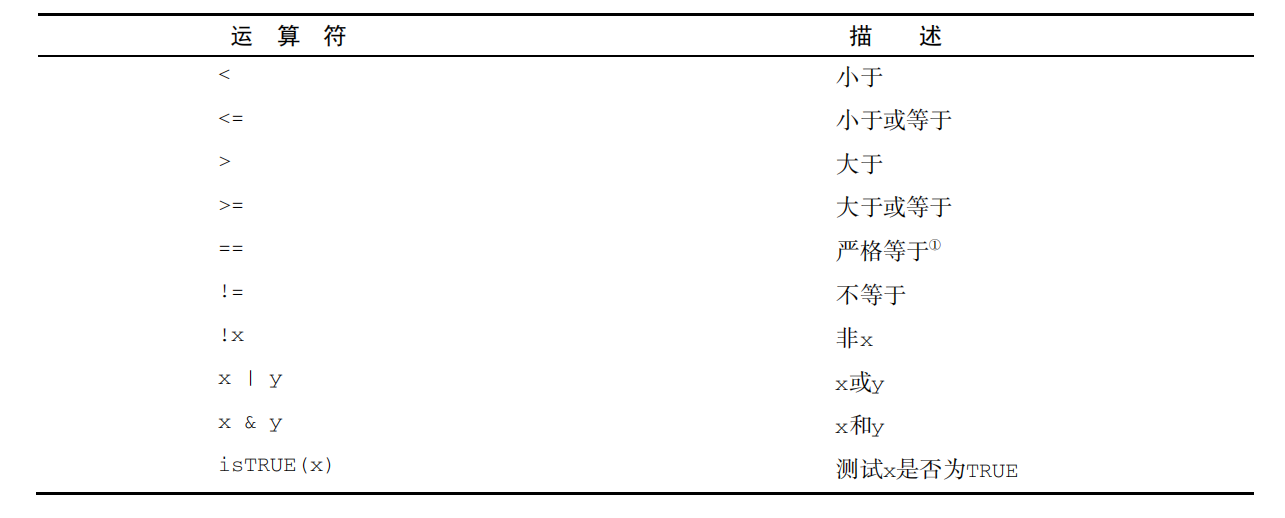 运 算 符 描 述
< 小于
<= 小于或等于
> 大于
>= 大于或等于
== 严格等于①
!= 不等于
!x 非x
x | y x或y
x & y x和y
isTRUE(x) 测试x是否为TRUE